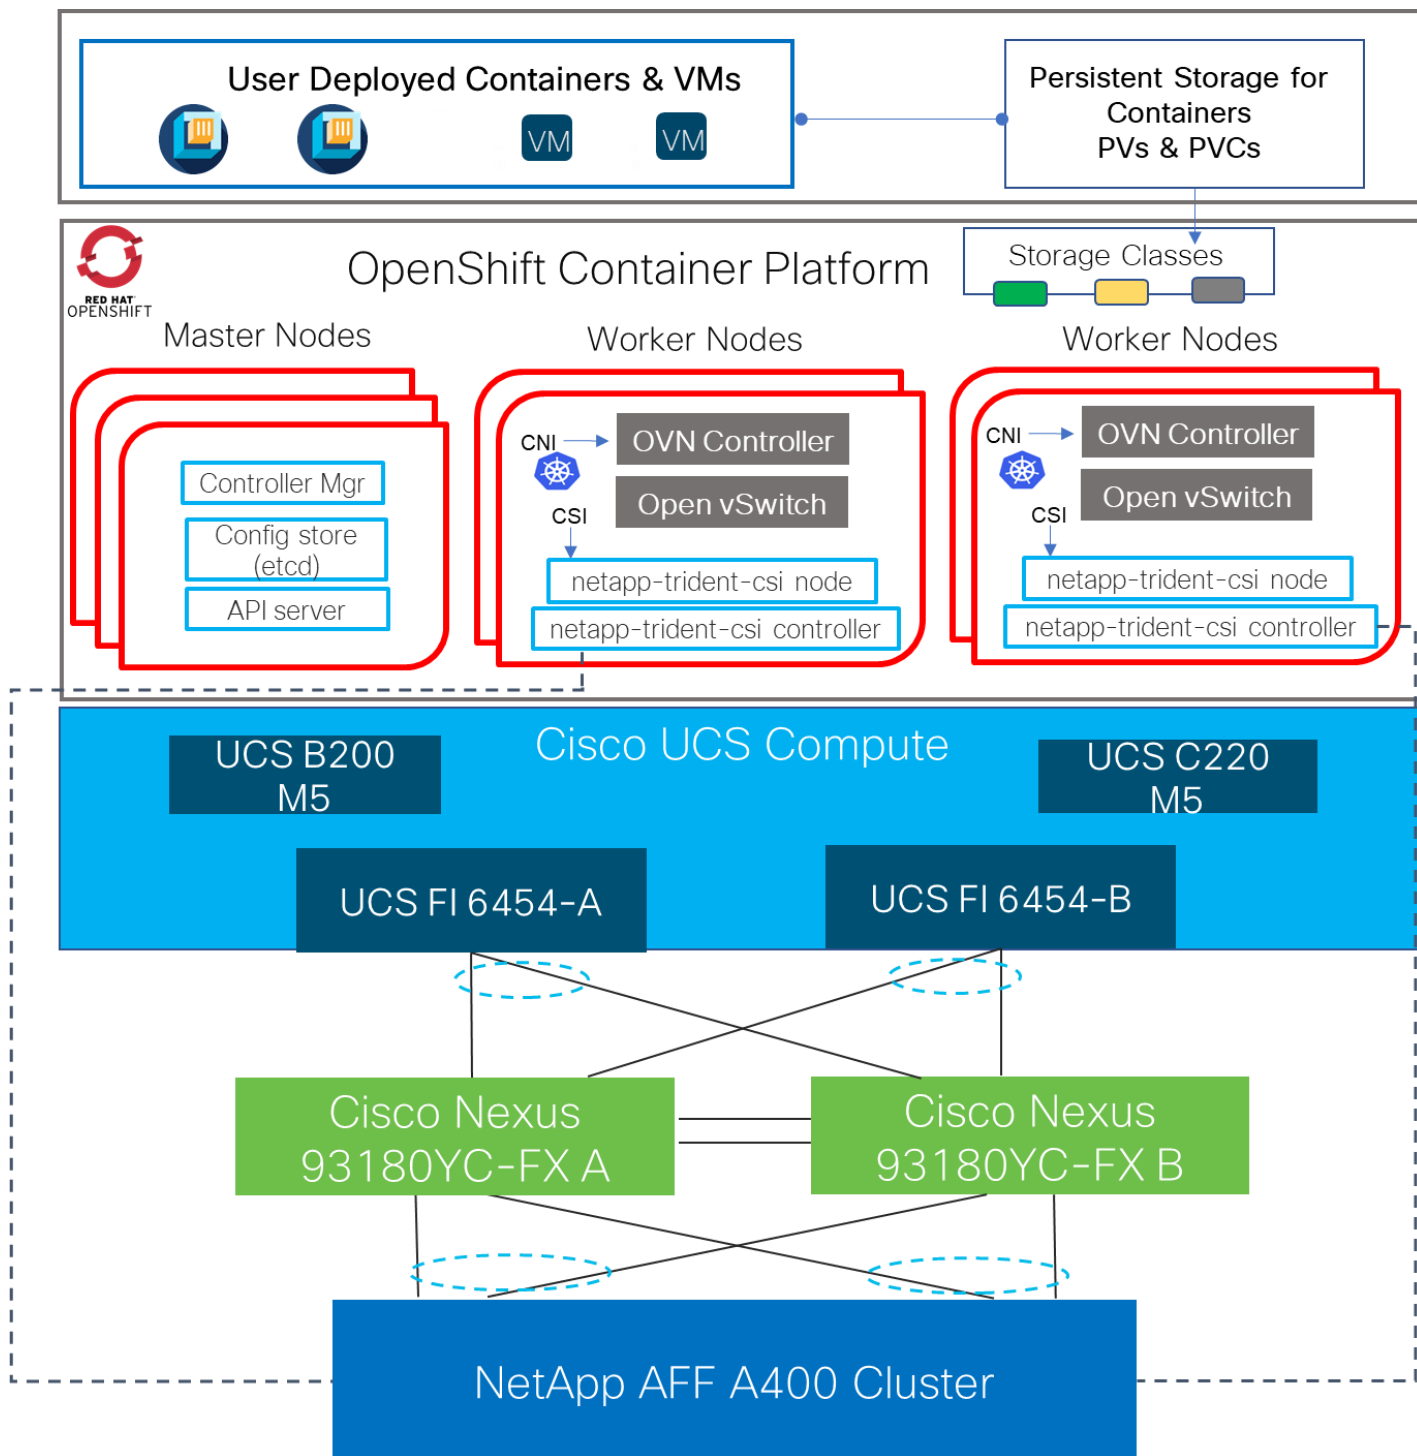 User Deployed Containers & VMs
VM
VM
Persistent Storage for
Containers
PVs & PVCs
RED HAT®
OPENSHIFT
OpenShift Container Platform
Storage Classes
Master Nodes
Worker Nodes
Worker Nodes
Controller Mgr
Config store
(etcd)
API server
CNI
OVN Controller
Open vSwitch
CSI
netapp-trident-csi node
netapp-trident-csi controller
CNI
OVN Controller
Open vSwitch
CSI
netapp-trident-csi node
netapp-trident-csi controller
Cisco UCS Compute
UCS B200
M5
UCS C220
M5
UCS FI 6454-A
UCS FI 6454-B
Cisco Nexus
93180YC-FX A
Cisco Nexus
93180YC-FX B
NetApp AFF A400 Cluster